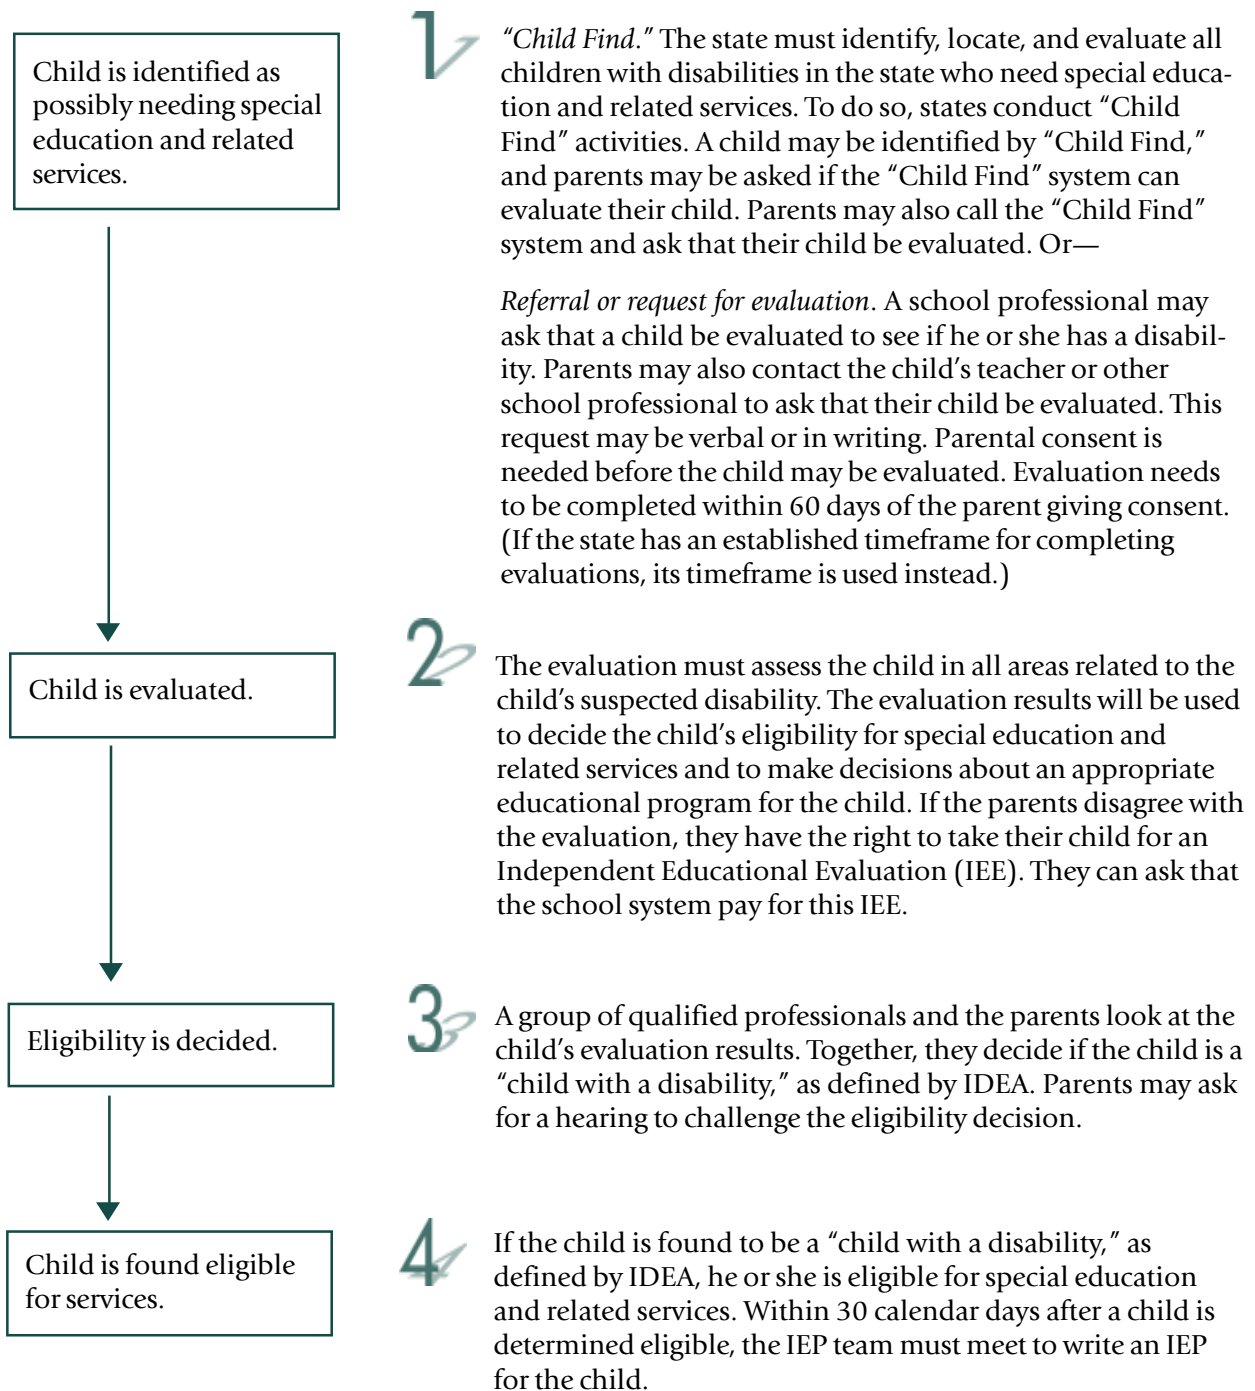 Child is identified as
possibly needing special
education and related
services.
1
“Child Find.” The state must identify, locate, and evaluate all
children with disabilities in the state who need special educa-
tion and related services. To do so, states conduct “Child
Find” activities. A child may be identified by “Child Find,”
and parents may be asked if the “Child Find” system can
evaluate their child. Parents may also call the “Child Find”
system and ask that their child be evaluated. Or—
Referral or request for evaluation. A school professional may
ask that a child be evaluated to see if he or she has a disabil-
ity. Parents may also contact the child’s teacher or other
school professional to ask that their child be evaluated. This
request may be verbal or in writing. Parental consent is
needed before the child may be evaluated. Evaluation needs
to be completed within 60 days of the parent giving consent.
(If the state has an established timeframe for completing
evaluations, its timeframe is used instead.)
Child is evaluated.
2
The evaluation must assess the child in all areas related to the
child’s suspected disability. The evaluation results will be used
to decide the child’s eligibility for special education and
related services and to make decisions about an appropriate
educational program for the child. If the parents disagree with
the evaluation, they have the right to take their child for an
Independent Educational Evaluation (IEE). They can ask that
the school system pay for this IEE.
Eligibility is decided.
3
A group of qualified professionals and the parents look at the
child’s evaluation results. Together, they decide if the child is a
“child with a disability,” as defined by IDEA. Parents may ask
for a hearing to challenge the eligibility decision.
Child is found eligible
for services.
4
If the child is found to be a “child with a disability,” as
defined by IDEA, he or she is eligible for special education
and related services. Within 30 calendar days after a child is
determined eligible, the IEP team must meet to write an IEP
for the child.